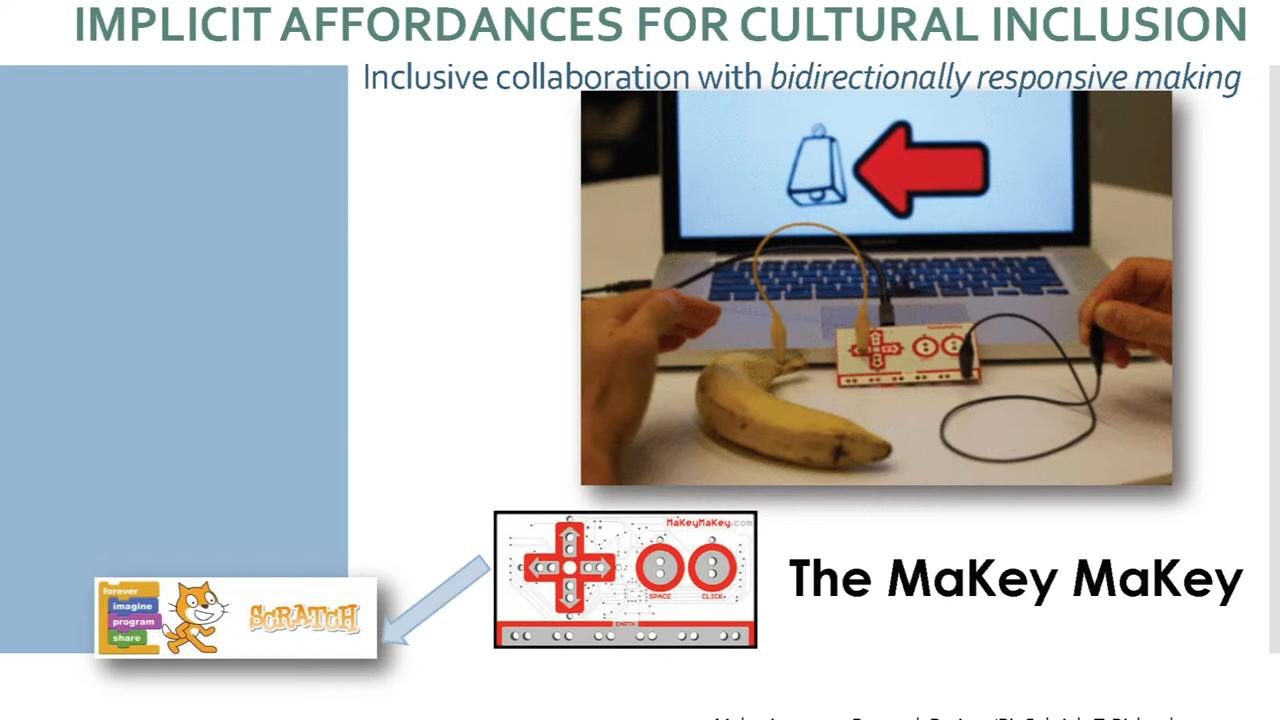 IMPLICIT AFFORDANCES FOR CULTURAL INCLUSION
Inclusive collaboration with bidirectionally responsive making
MaKeyMaKey.com
SPACE
CLICK
EARTH
The MaKey MaKey
forever
imagine
program
share
SCRATCH